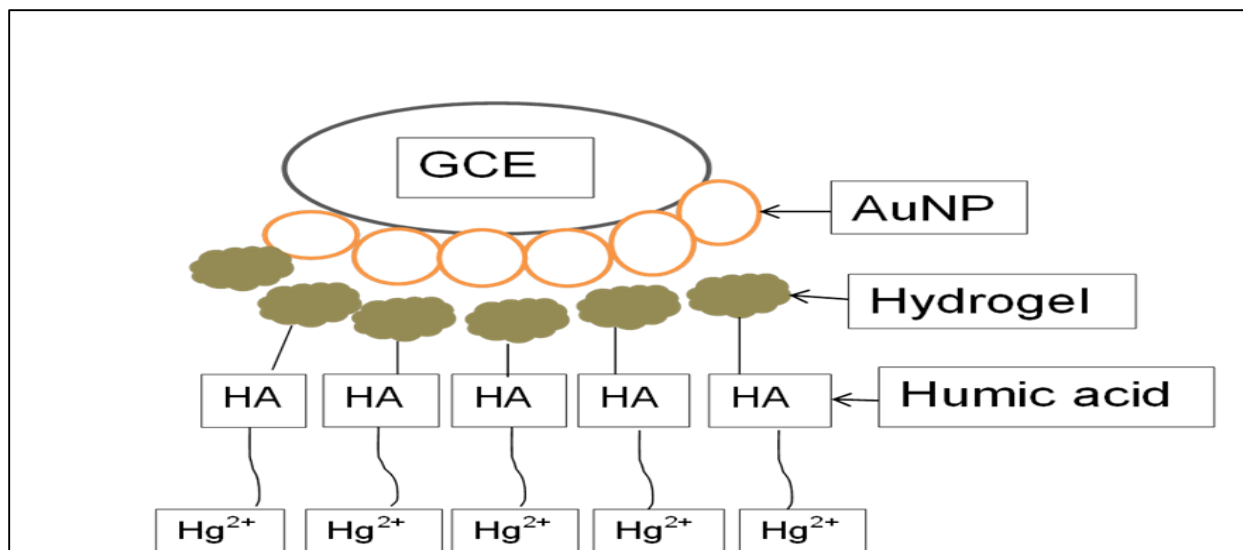 GCE
AuNP
Hydrogel
HA HA HA HA HA Humic acid
Hg²⁺ Hg²⁺ Hg²⁺ Hg²⁺ Hg²⁺